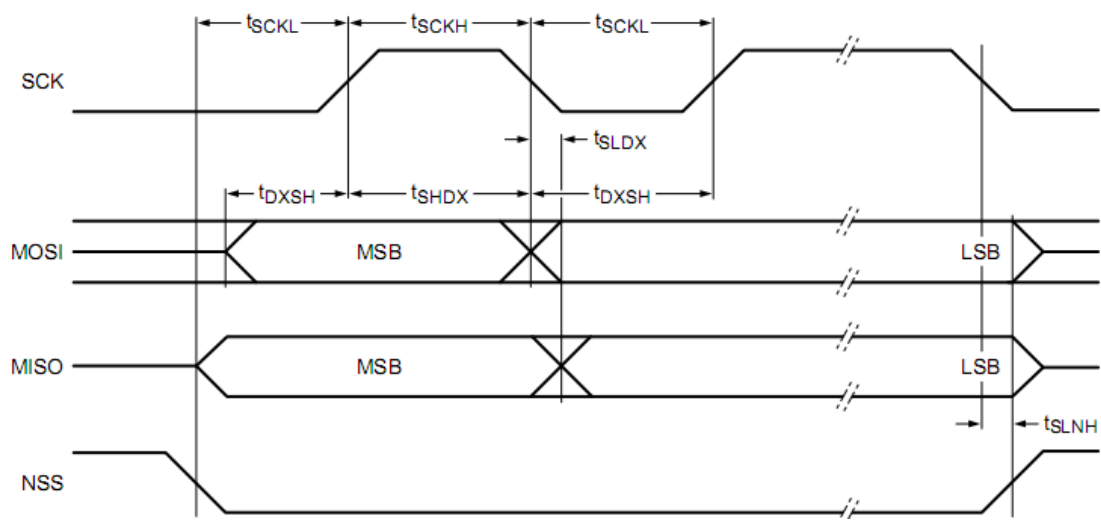 tSCKL tSCKH tSCKL
SCK
tSLDX
tDXSH tSHDX tDXSH
MOSI MSB LSB
MISO MSB LSB
tSLNH
NSS